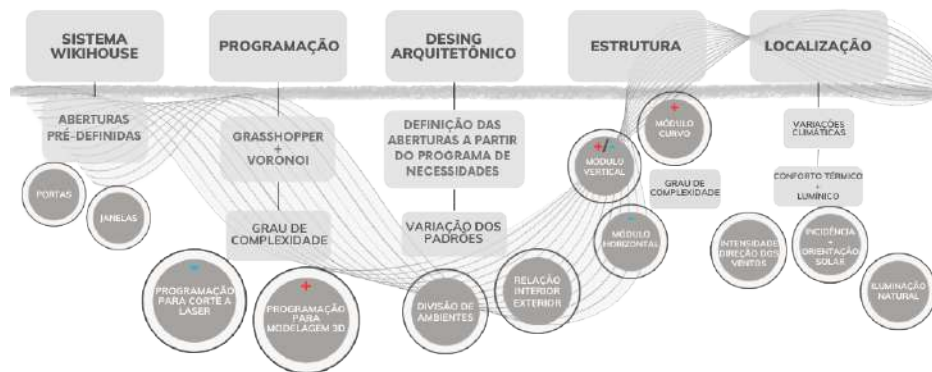 SISTEMA
WIKIHOUSE
ABERTURAS
PRÉ-DEFINIDAS
PORTAS
JANELAS
PROGRAMAÇÃO
GRASSHOPPER
+
VORONOI
GRAU
DE COMPLEXIDADE
-
PROGRAMAÇÃO
PARA CORTE A
LASER
+
PROGRAMAÇÃO
PARA
MODELAGEM 3D
DESING
ARQUITETÔNICO
DEFINIÇÃO DAS
ABERTURAS A PARTIR
DO PROGRAMA DE
NECESSIDADES
VARIAÇÃO DOS
PADRÕES
DIVISÃO DE
AMBIENTES
RELAÇÃO
INTERIOR
EXTERIOR
ESTRUTURA
+
MÓDULO
CURVO
+/-
MÓDULO
VERTICAL
GRAU DE
COMPLEXIDADE
-
MÓDULO
HORIZONTAL
LOCALIZAÇÃO
VARIAÇÕES
CLIMÁTICAS
CONFORTO TÉRMICO
+
LUMÍNICO
INTENSIDADE
DIREÇÃO DOS
VENTOS
INCIDÊNCIA
+
ORIENTAÇÃO
SOLAR
ILUMINAÇÃO
NATURAL